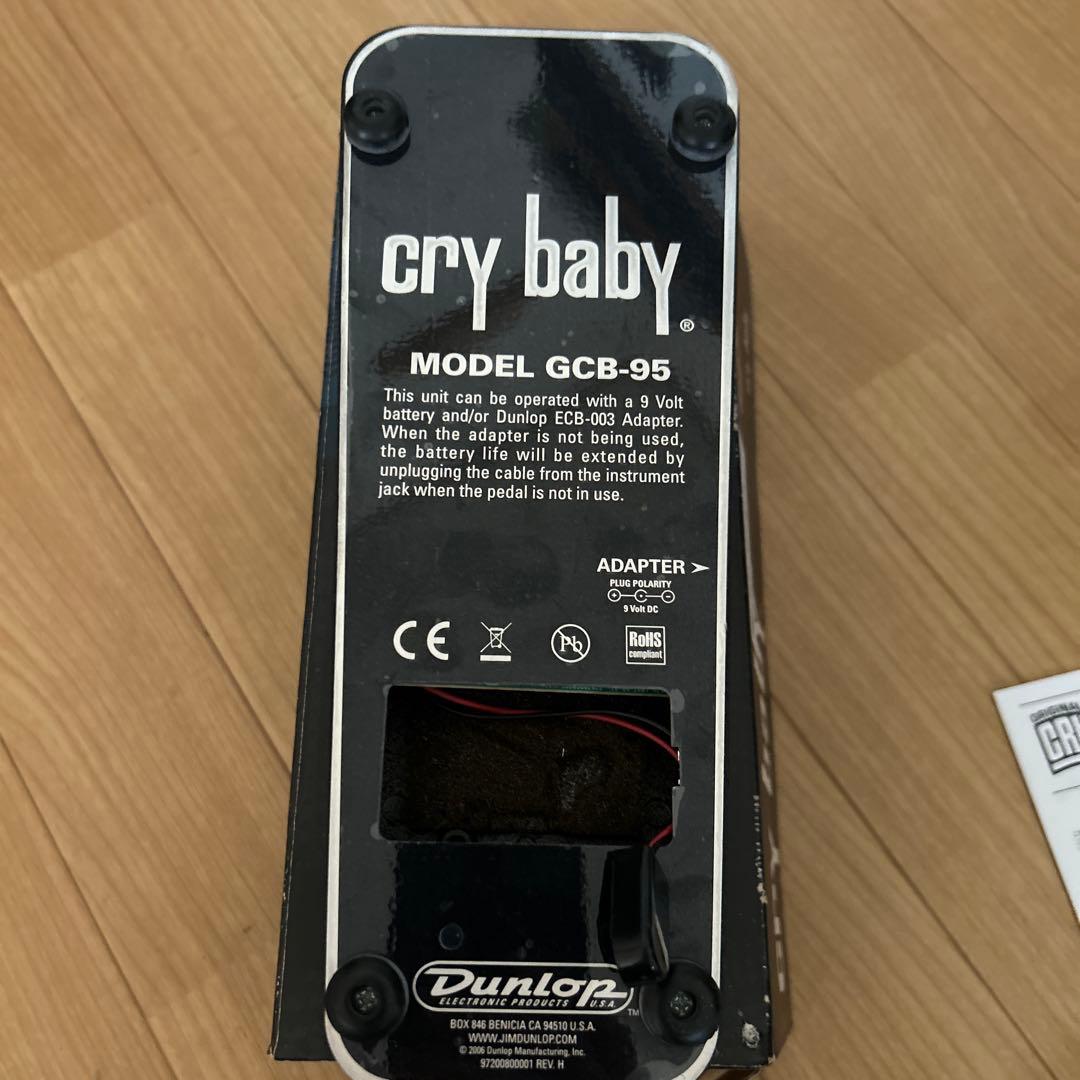 cry baby ®
MODEL GCB-95
This unit can be operated with a 9 Volt
battery and/or Dunlop ECB-003 Adapter.
When the adapter is not being used,
the battery life will be extended by
unplugging the cable from the instrument
jack when the pedal is not in use.
ADAPTER ➤
PLUG POLARITY
+ C -
9 Volt DC
CE Pb RoHS
compliant
Dunlop
ELECTRONIC PRODUCTS U.S.A. TM
BOX 846 BENICIA CA 94510 U.S.A.
WWW.JIMDUNLOP.COM
© 2006 Dunlop Manufacturing, Inc.
97200800001 REV. H
ORIGINAL